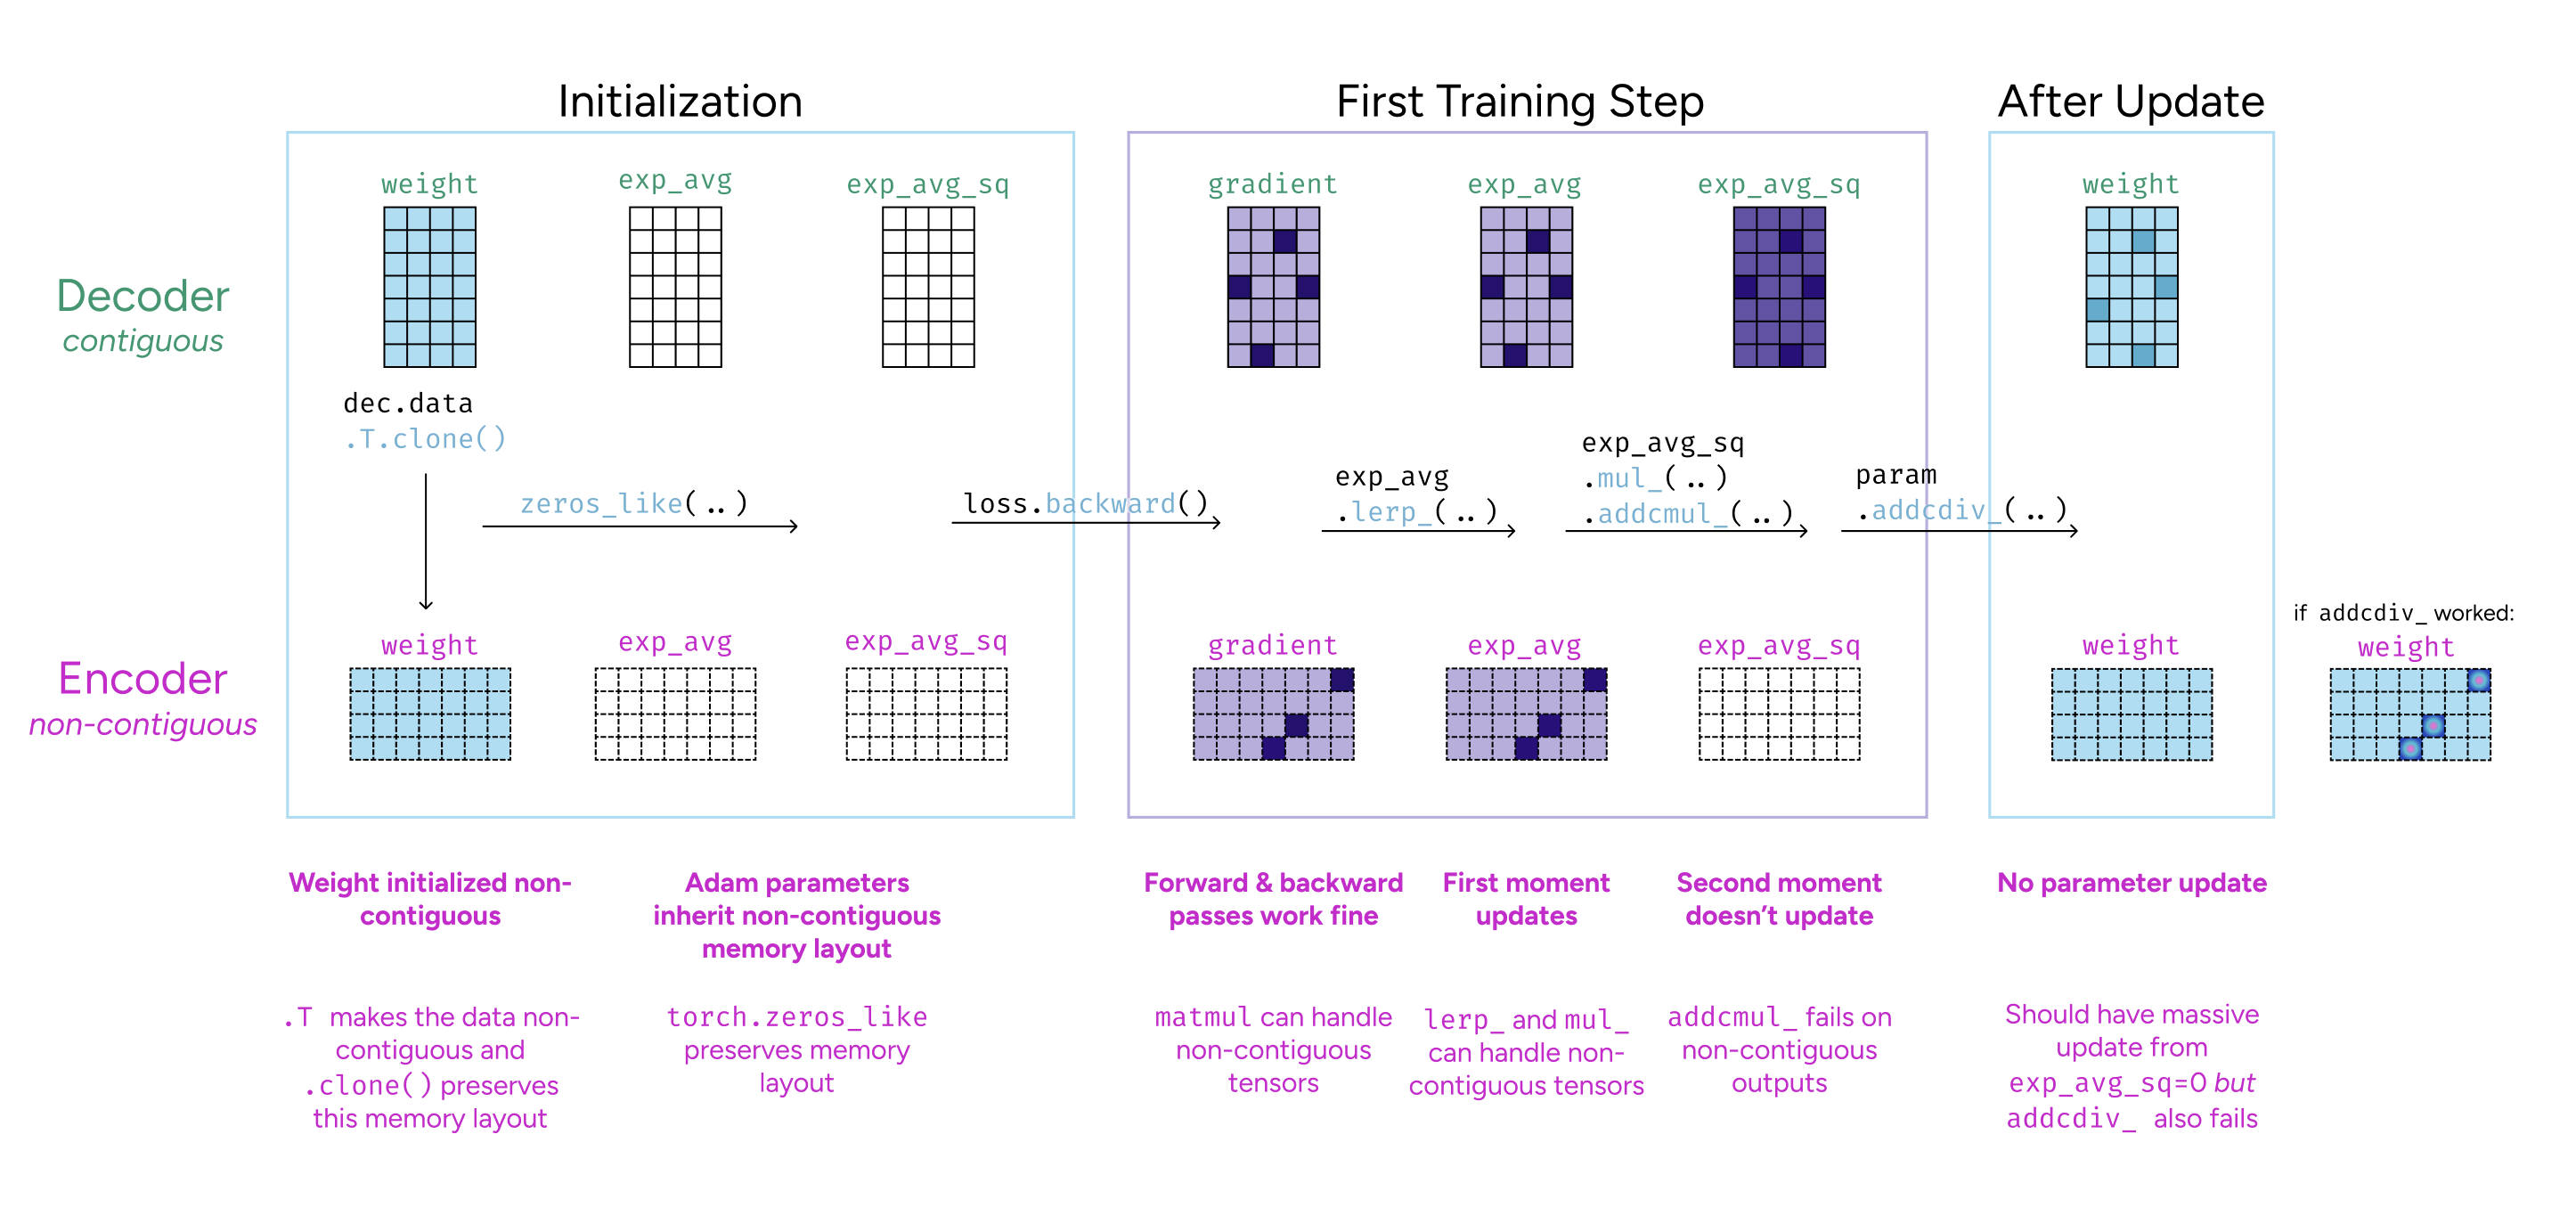 Initialization
First Training Step
After Update
Decoder
contiguous
weight
exp_avg
exp_avg_sq
gradient
exp_avg
exp_avg_sq
weight
dec.data
.T.clone()
zeros_like(..)
loss.backward()
exp_avg
.lerp_(..)
exp_avg_sq
.mul_(..)
.addcmul_(..)
param
.addcdiv_(..)
Encoder
non-contiguous
weight
exp_avg
exp_avg_sq
gradient
exp_avg
exp_avg_sq
weight
if addcdiv_ worked:
weight
Weight initialized non-
contiguous
Adam parameters
inherit non-contiguous
memory layout
Forward & backward
passes work fine
First moment
updates
Second moment
doesn’t update
No parameter update
.T makes the data non-
contiguous and
.clone() preserves
this memory layout
torch.zeros_like
preserves memory
layout
matmul can handle
non-contiguous
tensors
lerp_ and mul_
can handle non-
contiguous tensors
addcmul_ fails on
non-contiguous
outputs
Should have massive
update from
exp_avg_sq=0 but
addcdiv_ also fails